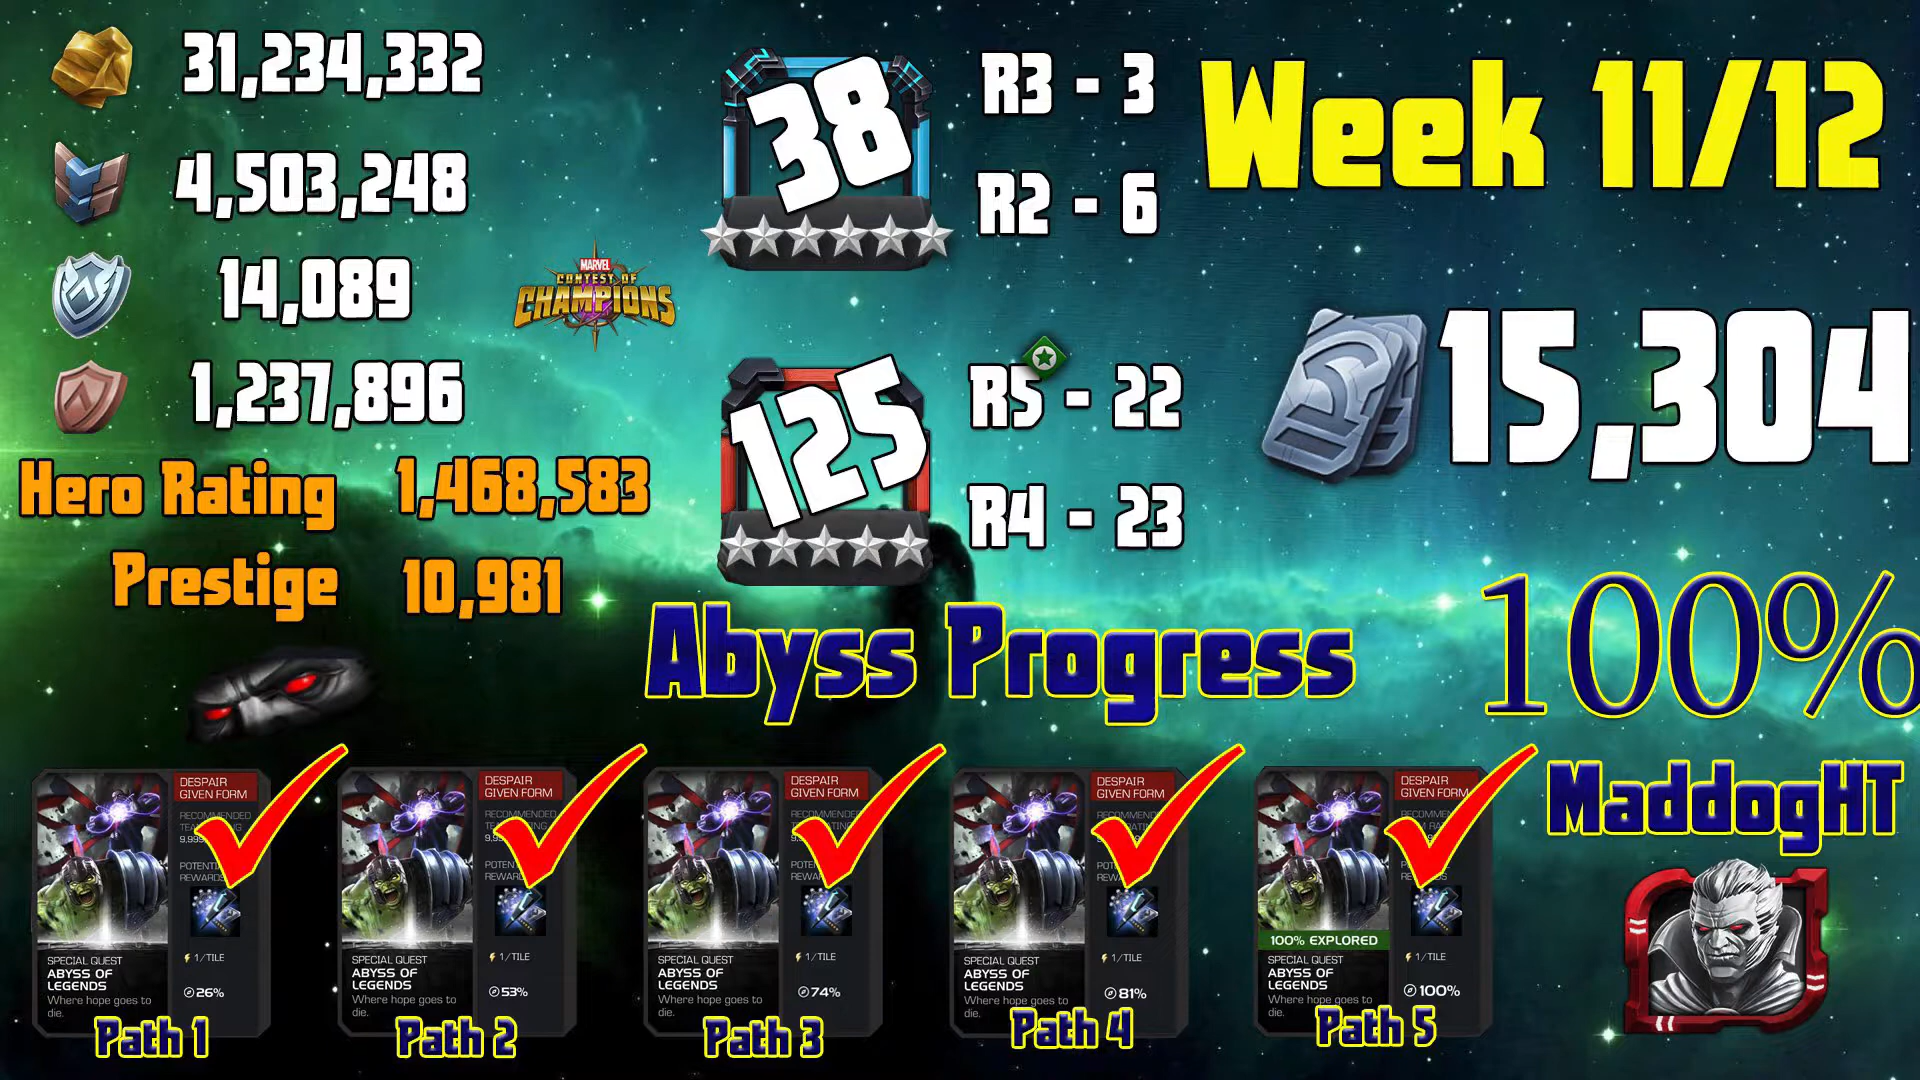 31,234,332
4,503,248
14,089
1,237,896
Hero Rating 1,468,583
Prestige 10,981
MARVEL
CONTEST OF
CHAMPIONS
38
R3 - 3
R2 - 6
125
R5 - 22
R4 - 23
Week 11/12
15,304
Abyss Progress
100%
MaddogHT
DESPAIR
GIVEN FORM
RECOMMENDED
REWARDS
SPECIAL QUEST
ABYSS OF
LEGENDS
Where hope goes to
die.
1/TILE
26%
Path 1
DESPAIR
GIVEN FORM
RECOMMENDED
SPECIAL QUEST
ABYSS OF
LEGENDS
Where hope goes to
die.
1/TILE
53%
Path 2
DESPAIR
GIVEN FORM
RECOMMENDED
SPECIAL QUEST
ABYSS OF
LEGENDS
Where hope goes to
die.
1/TILE
74%
Path 3
DESPAIR
GIVEN FORM
RECOMMENDED
SPECIAL QUEST
ABYSS OF
LEGENDS
Where hope goes to
die.
1/TILE
81%
Path 4
DESPAIR
GIVEN FORM
100% EXPLORED
SPECIAL QUEST
ABYSS OF
LEGENDS
Where hope goes to
die.
1/TILE
100%
Path 5